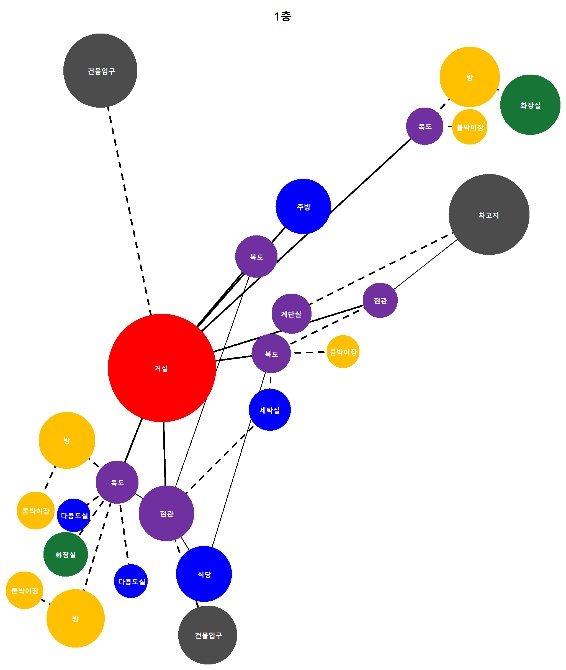 1층
건물입구
방
화장실
복도
붙박이장
주방
차고지
복도
현관
계단실
복도
붙박이장
거실
세탁실
방
복도
붙박이장
다용도실
현관
화장실
다용도실
식당
붙박이장
방
건물입구